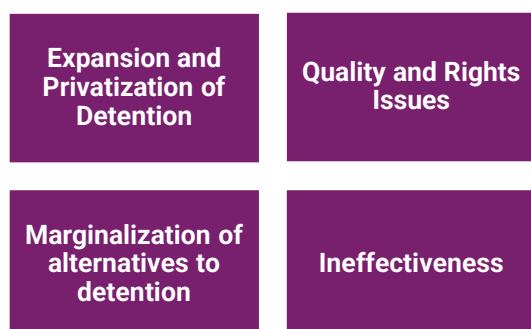 Expansion and
Privatization of
Detention
Quality and Rights
Issues
Marginalization of
alternatives to
detention
Ineffectiveness